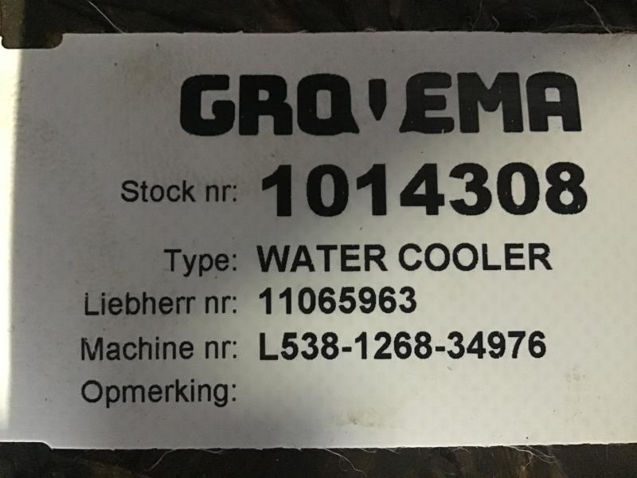 GROVEMA
Stock nr: 1014308
Type: WATER COOLER
Liebherr nr: 11065963
Machine nr: L538-1268-34976
Opmerking: